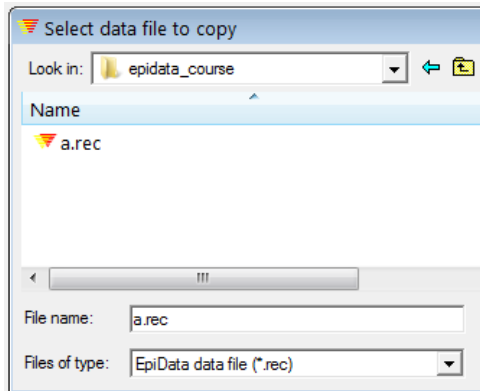 Select data file to copy
Look in: epidata_course
Name
a.rec
File name: a.rec
Files of type: EpiData data file (*.rec)